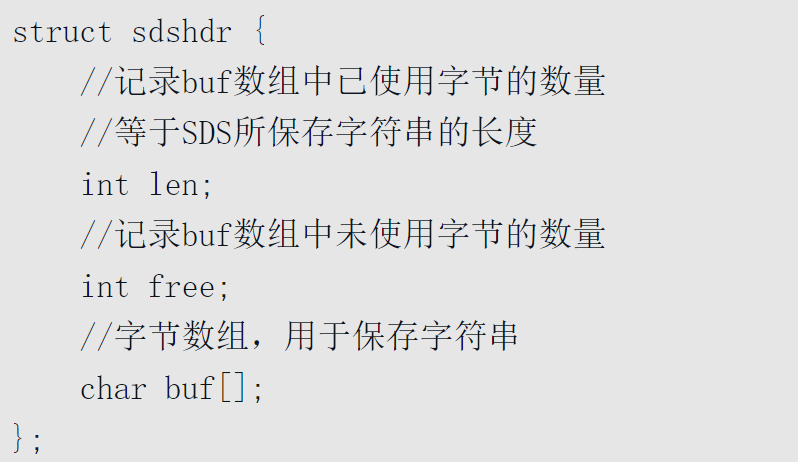 struct sdshdr {
//记录buf数组中已使用字节的数量
//等于SDS所保存字符串的长度
int len;
//记录buf数组中未使用字节的数量
int free;
//字节数组，用于保存字符串
char buf[];
};